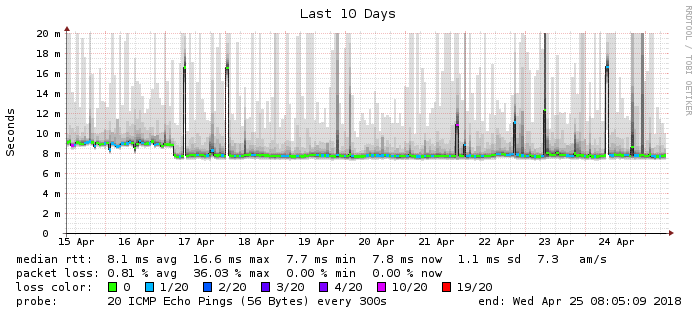 Last 10 Days
RRDTOOL / TOBI OETIKER
Seconds
20 m
18 m
16 m
14 m
12 m
10 m
8 m
6 m
4 m
2 m
0
15 Apr 16 Apr 17 Apr 18 Apr 19 Apr 20 Apr 21 Apr 22 Apr 23 Apr 24 Apr
median rtt: 8.1 ms avg 16.6 ms max 7.7 ms min 7.8 ms now 1.1 ms sd 7.3 am/s
packet loss: 0.81 % avg 36.03 % max 0.00 % min 0.00 % now
loss color: 0 1/20 2/20 3/20 4/20 10/20 19/20
probe: 20 ICMP Echo Pings (56 Bytes) every 300s end: Wed Apr 25 08:05:09 2018